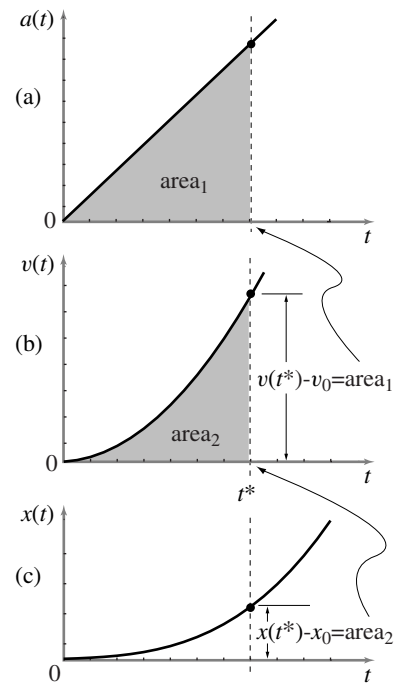 a(t)
(a)
area₁
0
t
v(t)
(b)
v(t*)-v₀=area₁
area₂
0
t*
t
x(t)
(c)
x(t*)-x₀=area₂
0
t